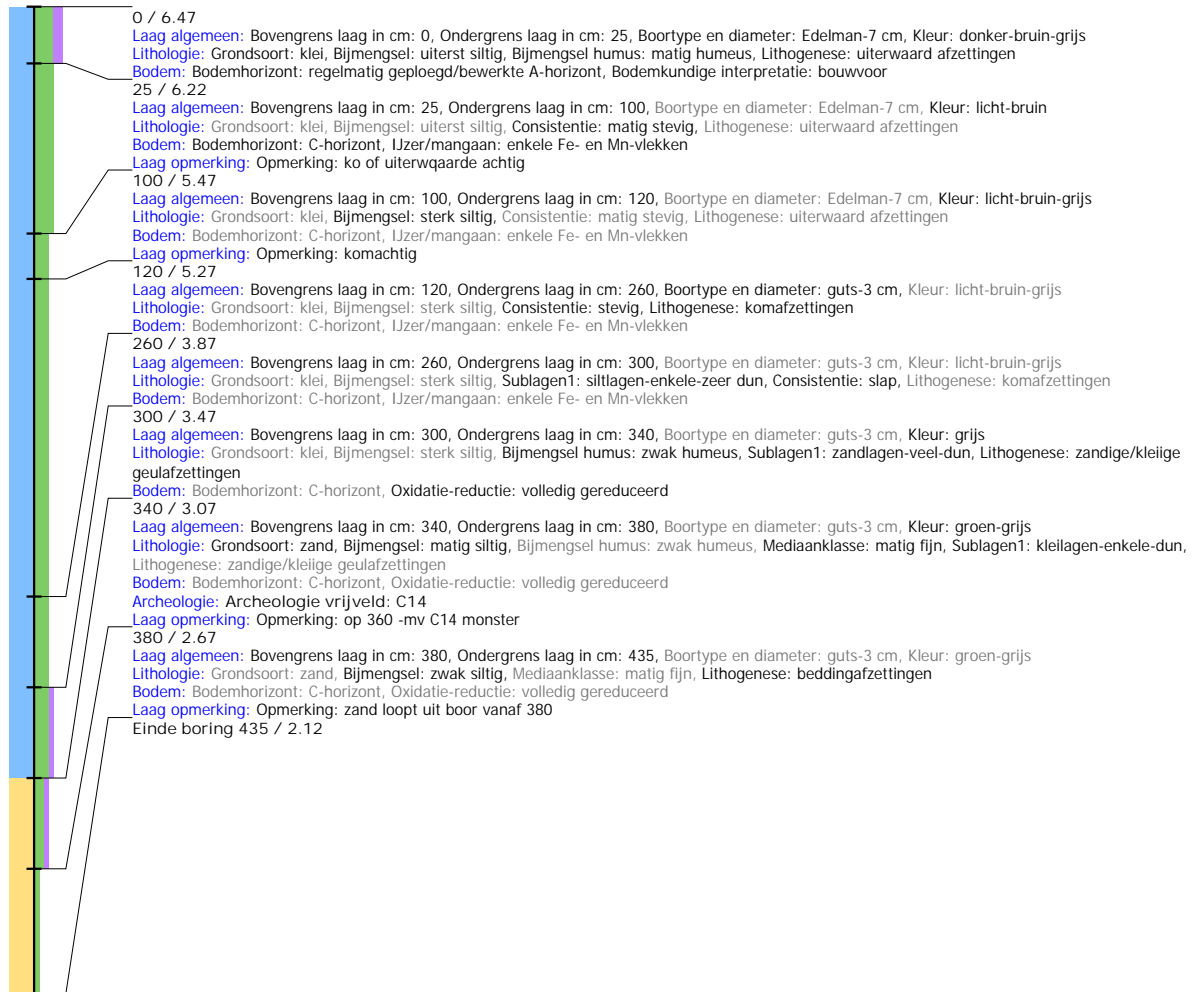 0 / 6.47
Laag algemeen: Bovengrens laag in cm: 0, Ondergrens laag in cm: 25, Boortype en diameter: Edelman-7 cm, Kleur: donker-bruin-grijs
Lithologie: Grondsoort: klei, Bijmengsel: uiterst siltig, Bijmengsel humus: matig humeus, Lithogenese: uiterwaard afzettingen
Bodem: Bodemhorizont: regelmatig geploegd/bewerkte A-horizont, Bodemkundige interpretatie: bouwvoor
25 / 6.22
Laag algemeen: Bovengrens laag in cm: 25, Ondergrens laag in cm: 100, Boortype en diameter: Edelman-7 cm, Kleur: licht-bruin
Lithologie: Grondsoort: klei, Bijmengsel: uiterst siltig, Consistentie: matig stevig, Lithogenese: uiterwaard afzettingen
Bodem: Bodemhorizont: C-horizont, IJzer/mangaan: enkele Fe- en Mn-vlekken
Laag opmerking: Opmerking: ko of uiterwqaarde achtig
100 / 5.47
Laag algemeen: Bovengrens laag in cm: 100, Ondergrens laag in cm: 120, Boortype en diameter: Edelman-7 cm, Kleur: licht-bruin-grijs
Lithologie: Grondsoort: klei, Bijmengsel: sterk siltig, Consistentie: matig stevig, Lithogenese: uiterwaard afzettingen
Bodem: Bodemhorizont: C-horizont, IJzer/mangaan: enkele Fe- en Mn-vlekken
Laag opmerking: Opmerking: komachtig
120 / 5.27
Laag algemeen: Bovengrens laag in cm: 120, Ondergrens laag in cm: 260, Boortype en diameter: guts-3 cm, Kleur: licht-bruin-grijs
Lithologie: Grondsoort: klei, Bijmengsel: sterk siltig, Consistentie: stevig, Lithogenese: komafzettingen
Bodem: Bodemhorizont: C-horizont, IJzer/mangaan: enkele Fe- en Mn-vlekken
260 / 3.87
Laag algemeen: Bovengrens laag in cm: 260, Ondergrens laag in cm: 300, Boortype en diameter: guts-3 cm, Kleur: licht-bruin-grijs
Lithologie: Grondsoort: klei, Bijmengsel: sterk siltig, Sublagen1: siltlagen-enkele-zeer dun, Consistentie: slap, Lithogenese: komafzettingen
Bodem: Bodemhorizont: C-horizont, IJzer/mangaan: enkele Fe- en Mn-vlekken
300 / 3.47
Laag algemeen: Bovengrens laag in cm: 300, Ondergrens laag in cm: 340, Boortype en diameter: guts-3 cm, Kleur: grijs
Lithologie: Grondsoort: klei, Bijmengsel: sterk siltig, Bijmengsel humus: zwak humeus, Sublagen1: zandlagen-veel-dun, Lithogenese: zandige/kleiige
geulafzettingen
Bodem: Bodemhorizont: C-horizont, Oxidatie-reductie: volledig gereduceerd
340 / 3.07
Laag algemeen: Bovengrens laag in cm: 340, Ondergrens laag in cm: 380, Boortype en diameter: guts-3 cm, Kleur: groen-grijs
Lithologie: Grondsoort: zand, Bijmengsel: matig siltig, Bijmengsel humus: zwak humeus, Mediaanklasse: matig fijn, Sublagen1: kleilagen-enkele-dun,
Lithogenese: zandige/kleiige geulafzettingen
Bodem: Bodemhorizont: C-horizont, Oxidatie-reductie: volledig gereduceerd
Archeologie: Archeologie vrijveld: C14
Laag opmerking: Opmerking: op 360 -mv C14 monster
380 / 2.67
Laag algemeen: Bovengrens laag in cm: 380, Ondergrens laag in cm: 435, Boortype en diameter: guts-3 cm, Kleur: groen-grijs
Lithologie: Grondsoort: zand, Bijmengsel: zwak siltig, Mediaanklasse: matig fijn, Lithogenese: beddingafzettingen
Bodem: Bodemhorizont: C-horizont, Oxidatie-reductie: volledig gereduceerd
Laag opmerking: Opmerking: zand loopt uit boor vanaf 380
Einde boring 435 / 2.12